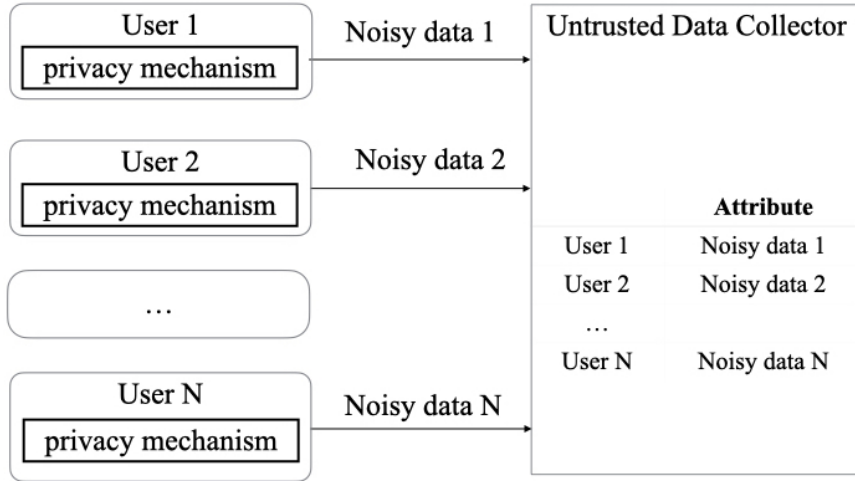 User 1
privacy mechanism
Noisy data 1
User 2
privacy mechanism
Noisy data 2
…
User N
privacy mechanism
Noisy data N
Untrusted Data Collector
Attribute
User 1 Noisy data 1
User 2 Noisy data 2
…
User N Noisy data N